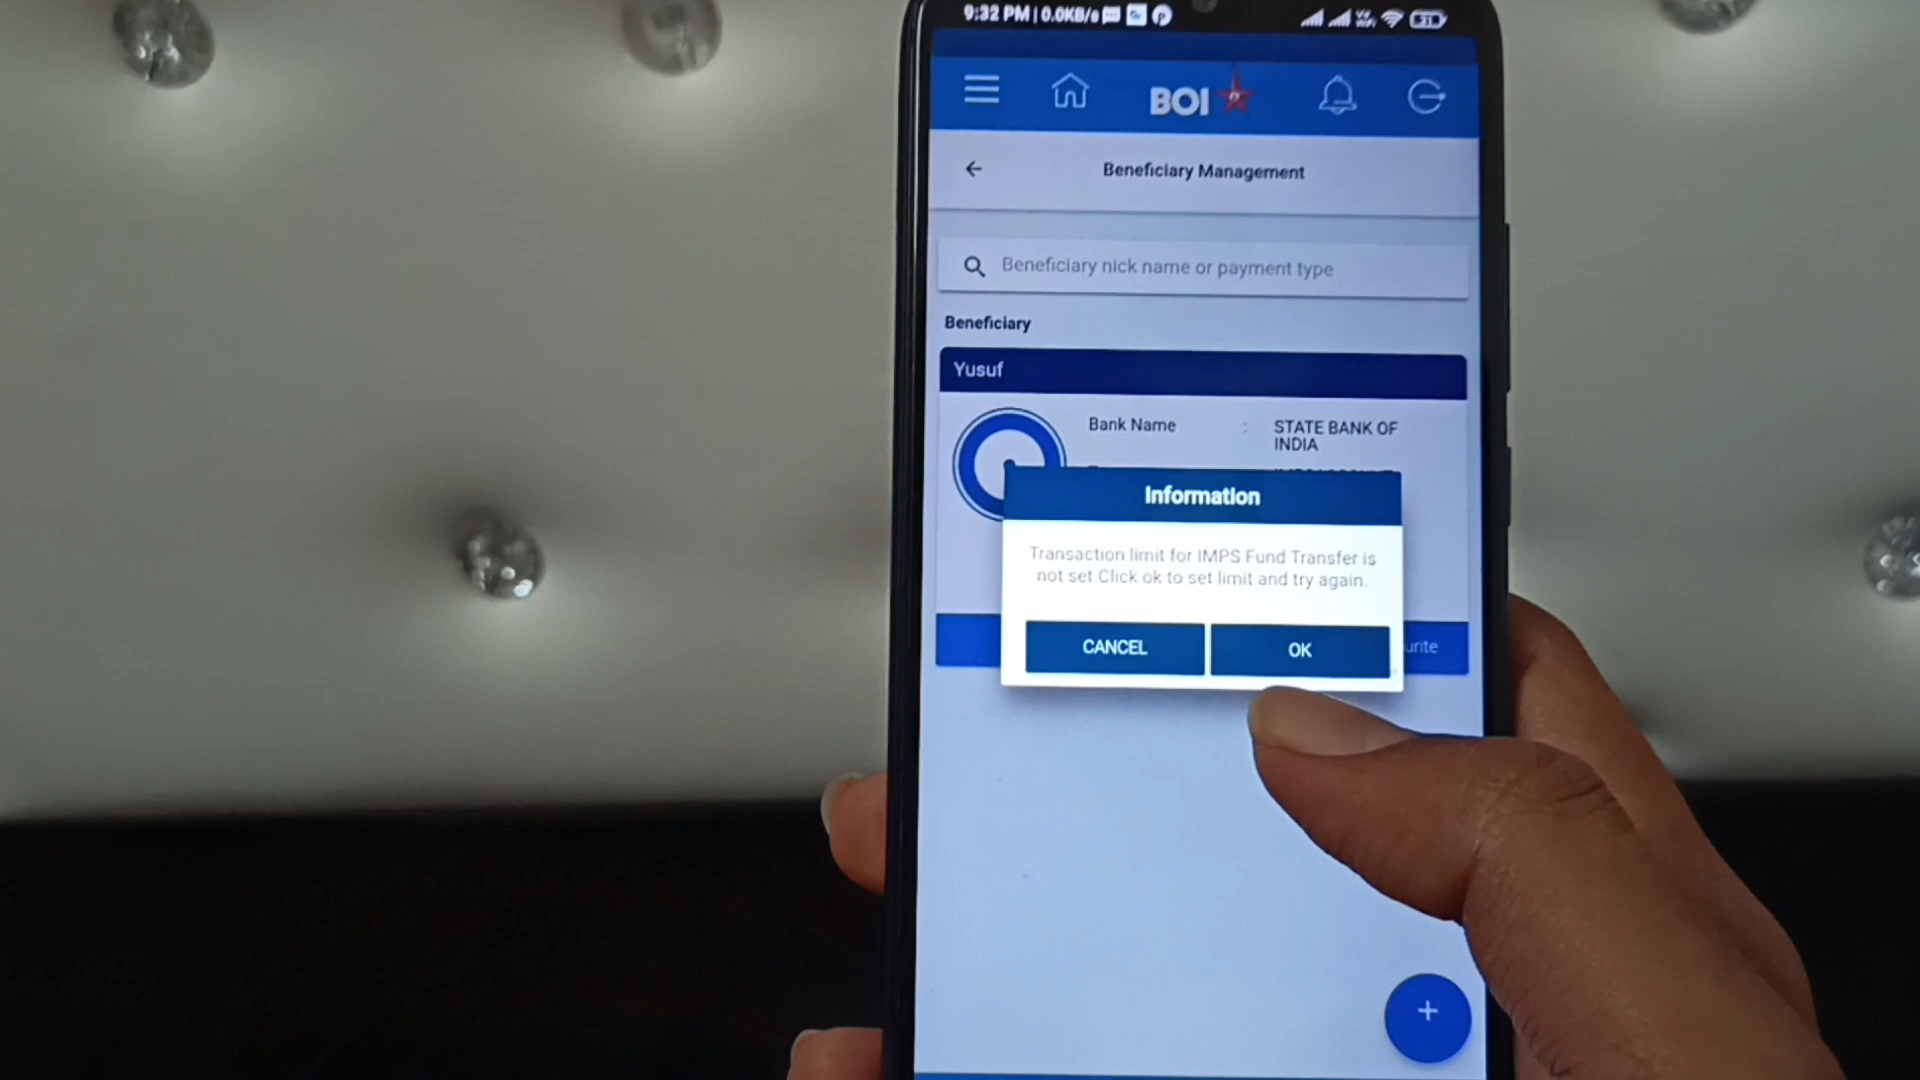 9:32 PM | 0.0KB/s
31
BOI
Beneficiary Management
Beneficiary nick name or payment type
Beneficiary
Yusuf
Bank Name : STATE BANK OF
INDIA
Information
Transaction limit for IMPS Fund Transfer is
not set.Click ok to set limit and try again.
CANCEL OK
urite
+